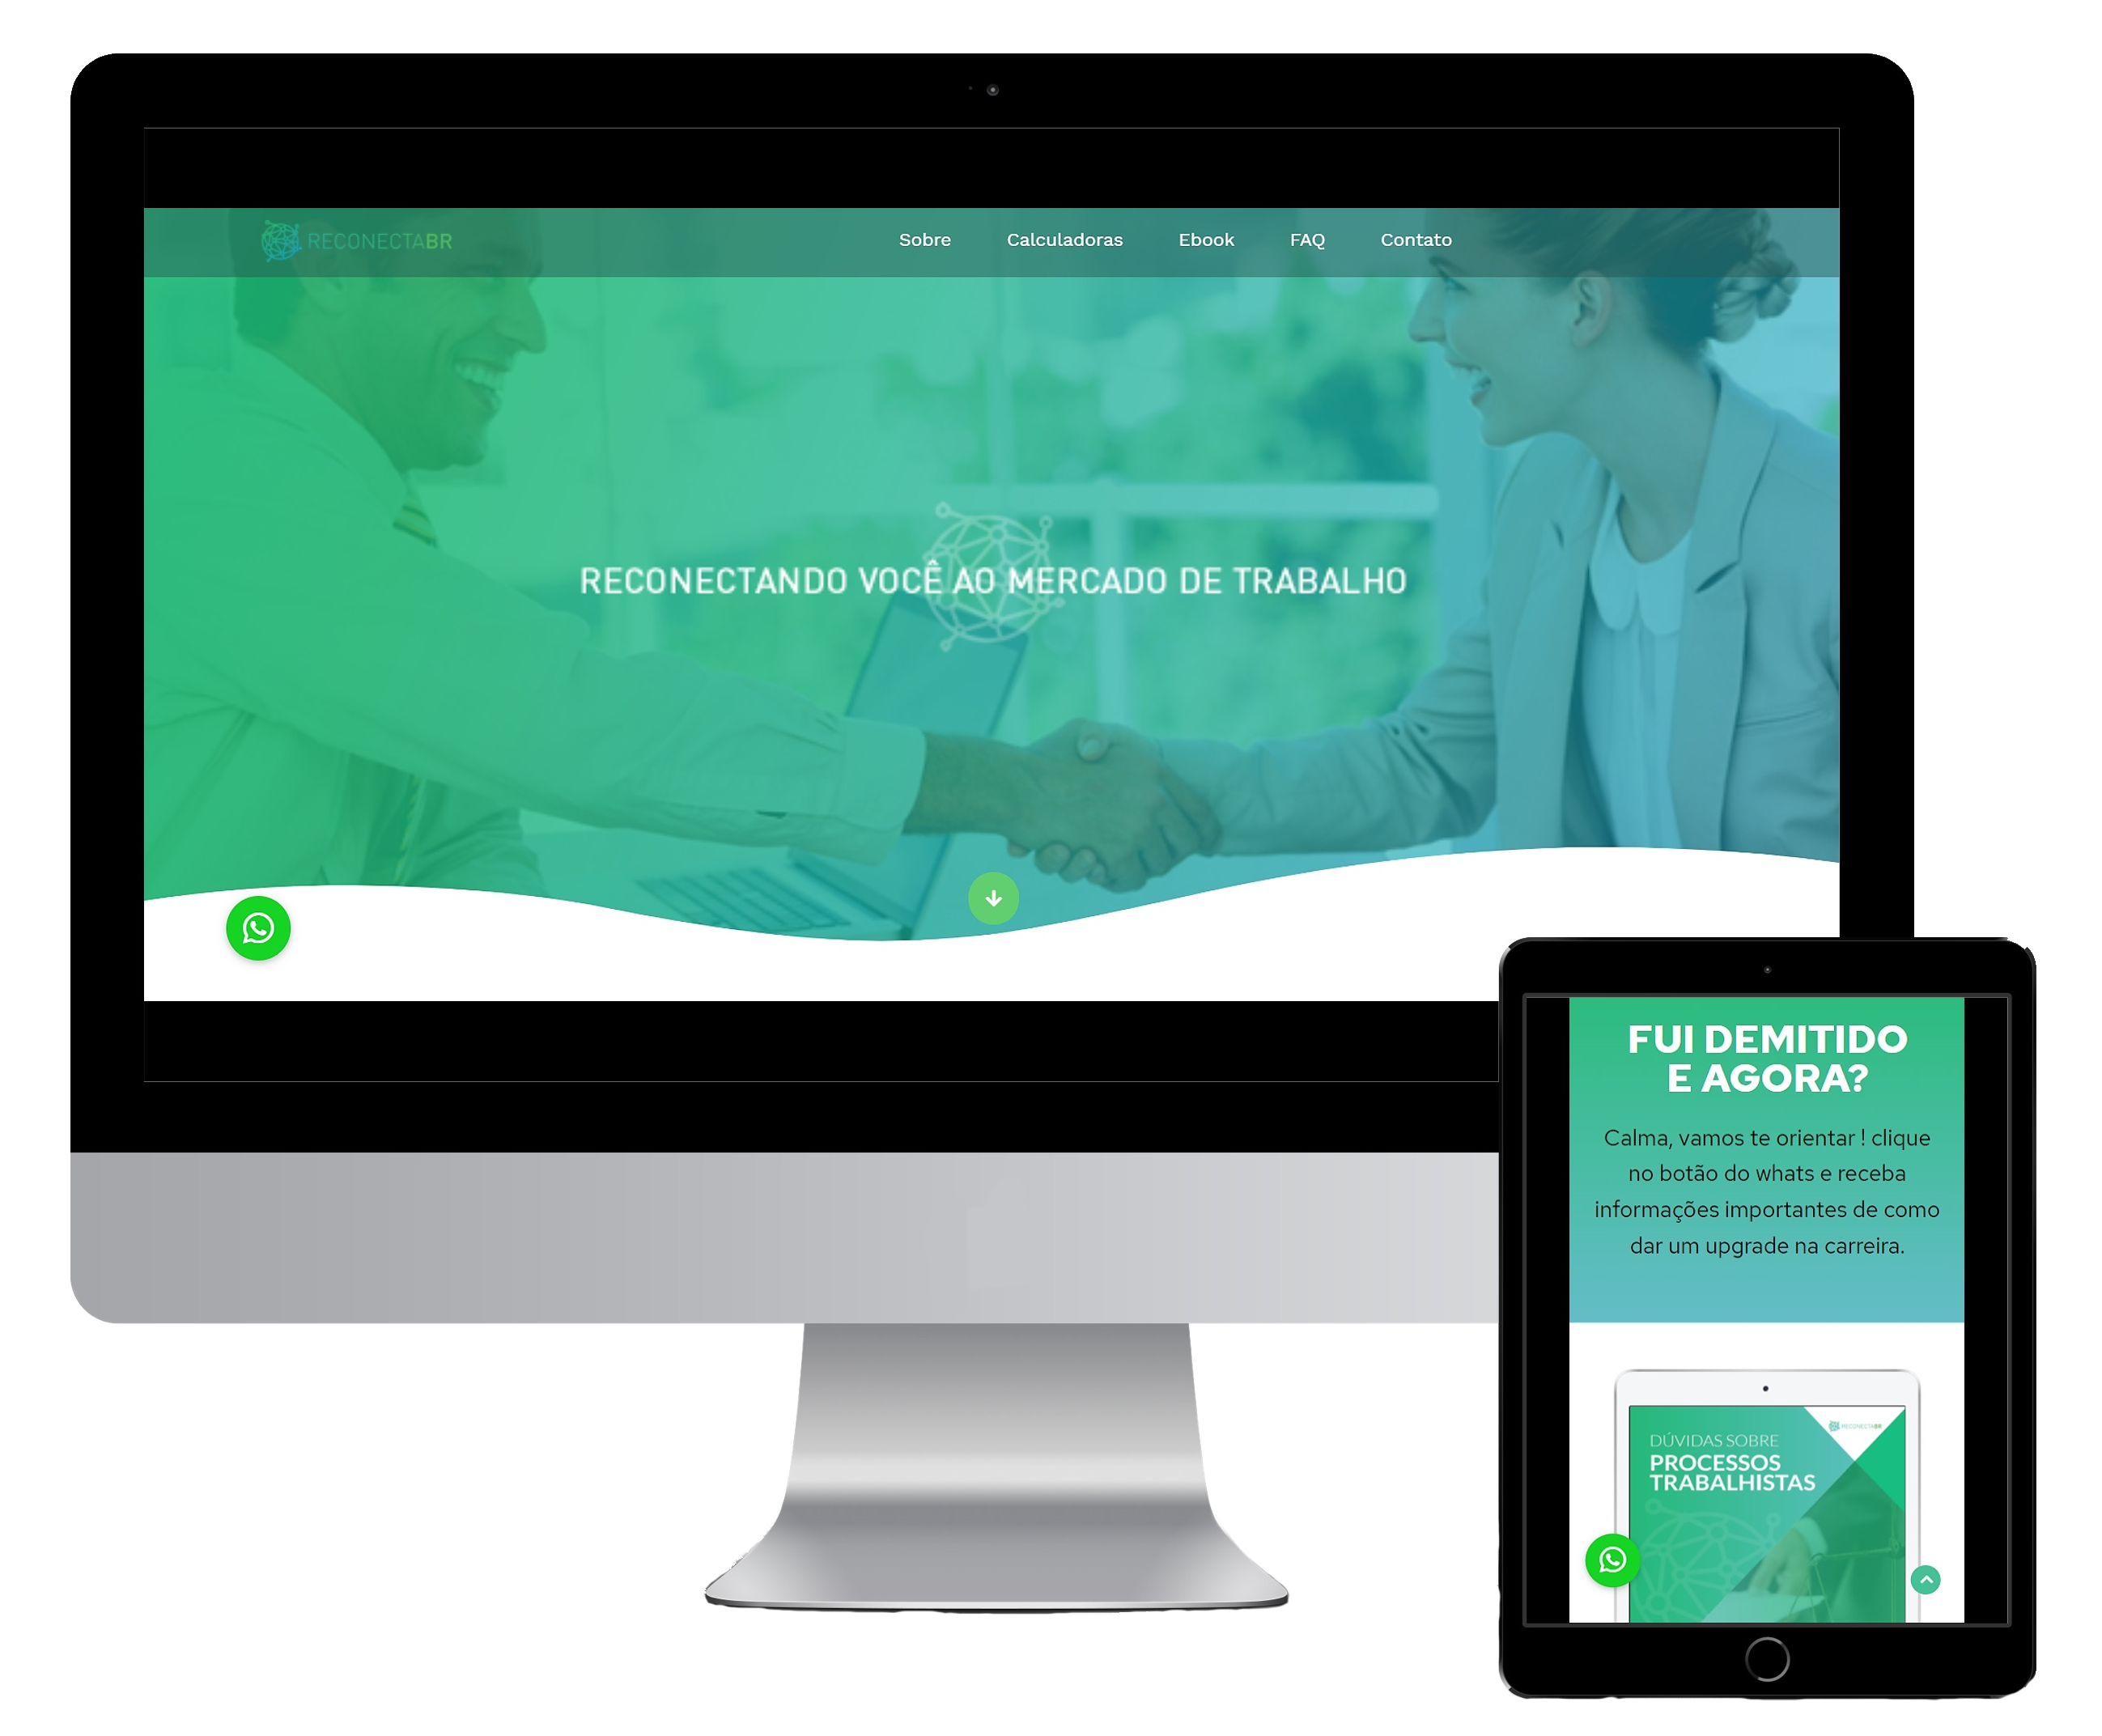 RECONECTABR
Sobre Calculadoras Ebook FAQ Contato
RECONECTANDO VOCÊ AO MERCADO DE TRABALHO
FUI DEMITIDO
E AGORA?
Calma, vamos te orientar ! clique
no botão do whats e receba
informações importantes de como
dar um upgrade na carreira.
RECONECTABR
DÚVIDAS SOBRE
PROCESSOS
TRABALHISTAS